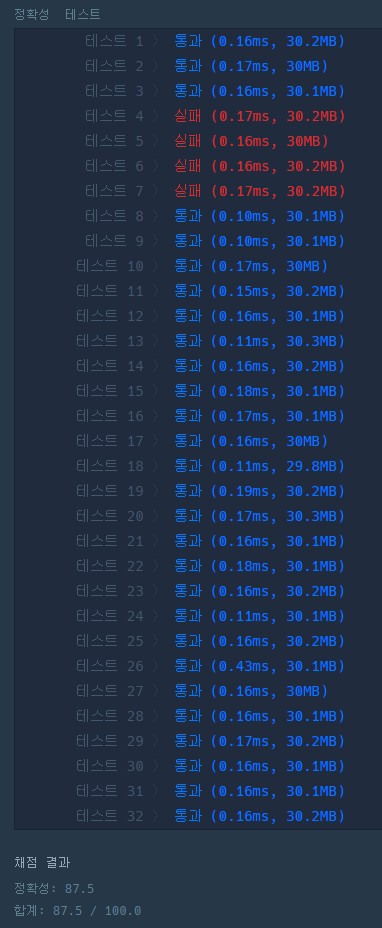 정확성 테스트
테스트 1 〉 통과 (0.16ms, 30.2MB)
테스트 2 〉 통과 (0.17ms, 30MB)
테스트 3 〉 통과 (0.16ms, 30.1MB)
테스트 4 〉 실패 (0.17ms, 30.2MB)
테스트 5 〉 실패 (0.16ms, 30MB)
테스트 6 〉 실패 (0.16ms, 30.2MB)
테스트 7 〉 실패 (0.17ms, 30.2MB)
테스트 8 〉 통과 (0.10ms, 30.1MB)
테스트 9 〉 통과 (0.10ms, 30.1MB)
테스트 10 〉 통과 (0.17ms, 30MB)
테스트 11 〉 통과 (0.15ms, 30.2MB)
테스트 12 〉 통과 (0.16ms, 30.1MB)
테스트 13 〉 통과 (0.11ms, 30.3MB)
테스트 14 〉 통과 (0.16ms, 30.2MB)
테스트 15 〉 통과 (0.18ms, 30.1MB)
테스트 16 〉 통과 (0.17ms, 30.1MB)
테스트 17 〉 통과 (0.16ms, 30MB)
테스트 18 〉 통과 (0.11ms, 29.8MB)
테스트 19 〉 통과 (0.19ms, 30.2MB)
테스트 20 〉 통과 (0.17ms, 30.3MB)
테스트 21 〉 통과 (0.16ms, 30.1MB)
테스트 22 〉 통과 (0.18ms, 30.1MB)
테스트 23 〉 통과 (0.16ms, 30.2MB)
테스트 24 〉 통과 (0.11ms, 30.1MB)
테스트 25 〉 통과 (0.16ms, 30.2MB)
테스트 26 〉 통과 (0.43ms, 30.1MB)
테스트 27 〉 통과 (0.16ms, 30MB)
테스트 28 〉 통과 (0.16ms, 30.1MB)
테스트 29 〉 통과 (0.17ms, 30.2MB)
테스트 30 〉 통과 (0.16ms, 30.1MB)
테스트 31 〉 통과 (0.16ms, 30.1MB)
테스트 32 〉 통과 (0.16ms, 30.2MB)
채점 결과
정확성: 87.5
합계: 87.5 / 100.0